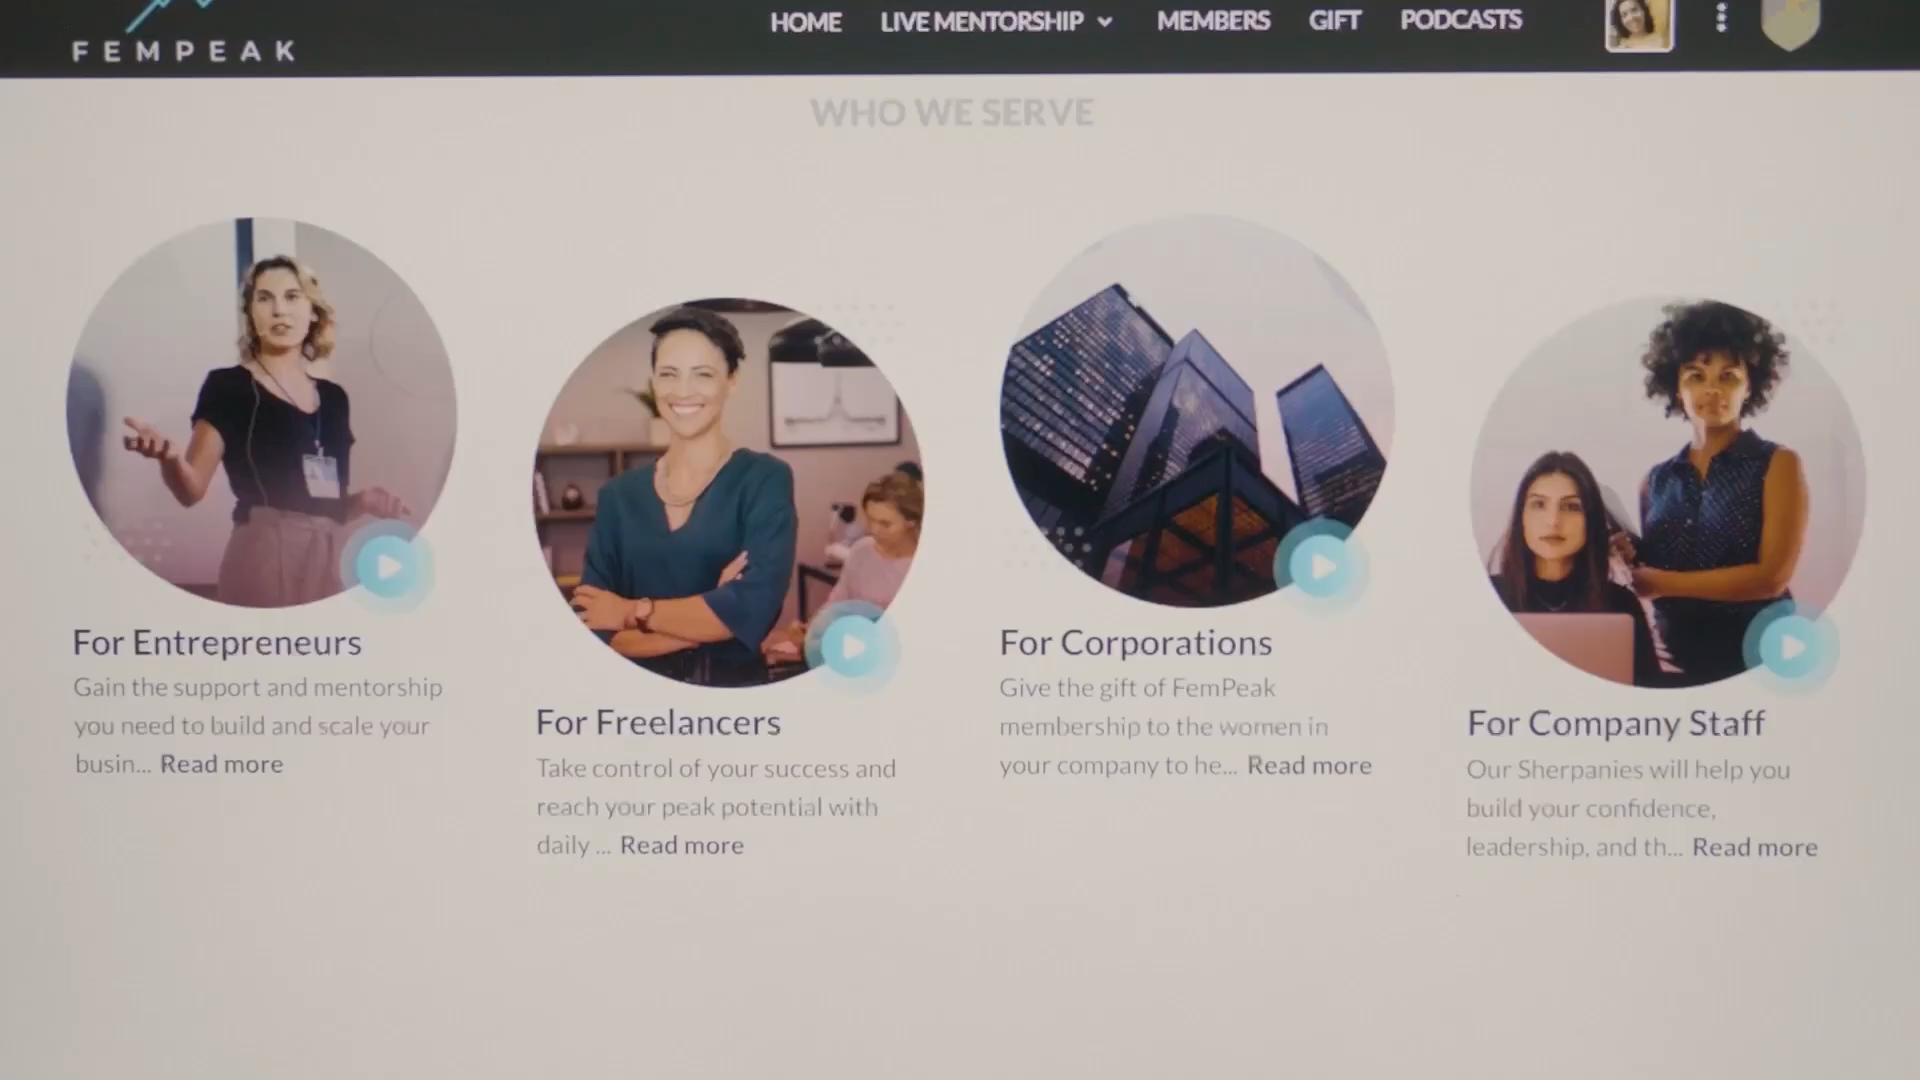 FEMPEAK
HOME LIVE MENTORSHIP MEMBERS GIFT PODCASTS
WHO WE SERVE
For Entrepreneurs
Gain the support and mentorship
you need to build and scale your
busin... Read more
For Freelancers
Take control of your success and
reach your peak potential with
daily ... Read more
For Corporations
Give the gift of FemPeak
membership to the women in
your company to he... Read more
For Company Staff
Our Sherpanies will help you
build your confidence,
leadership, and th... Read more